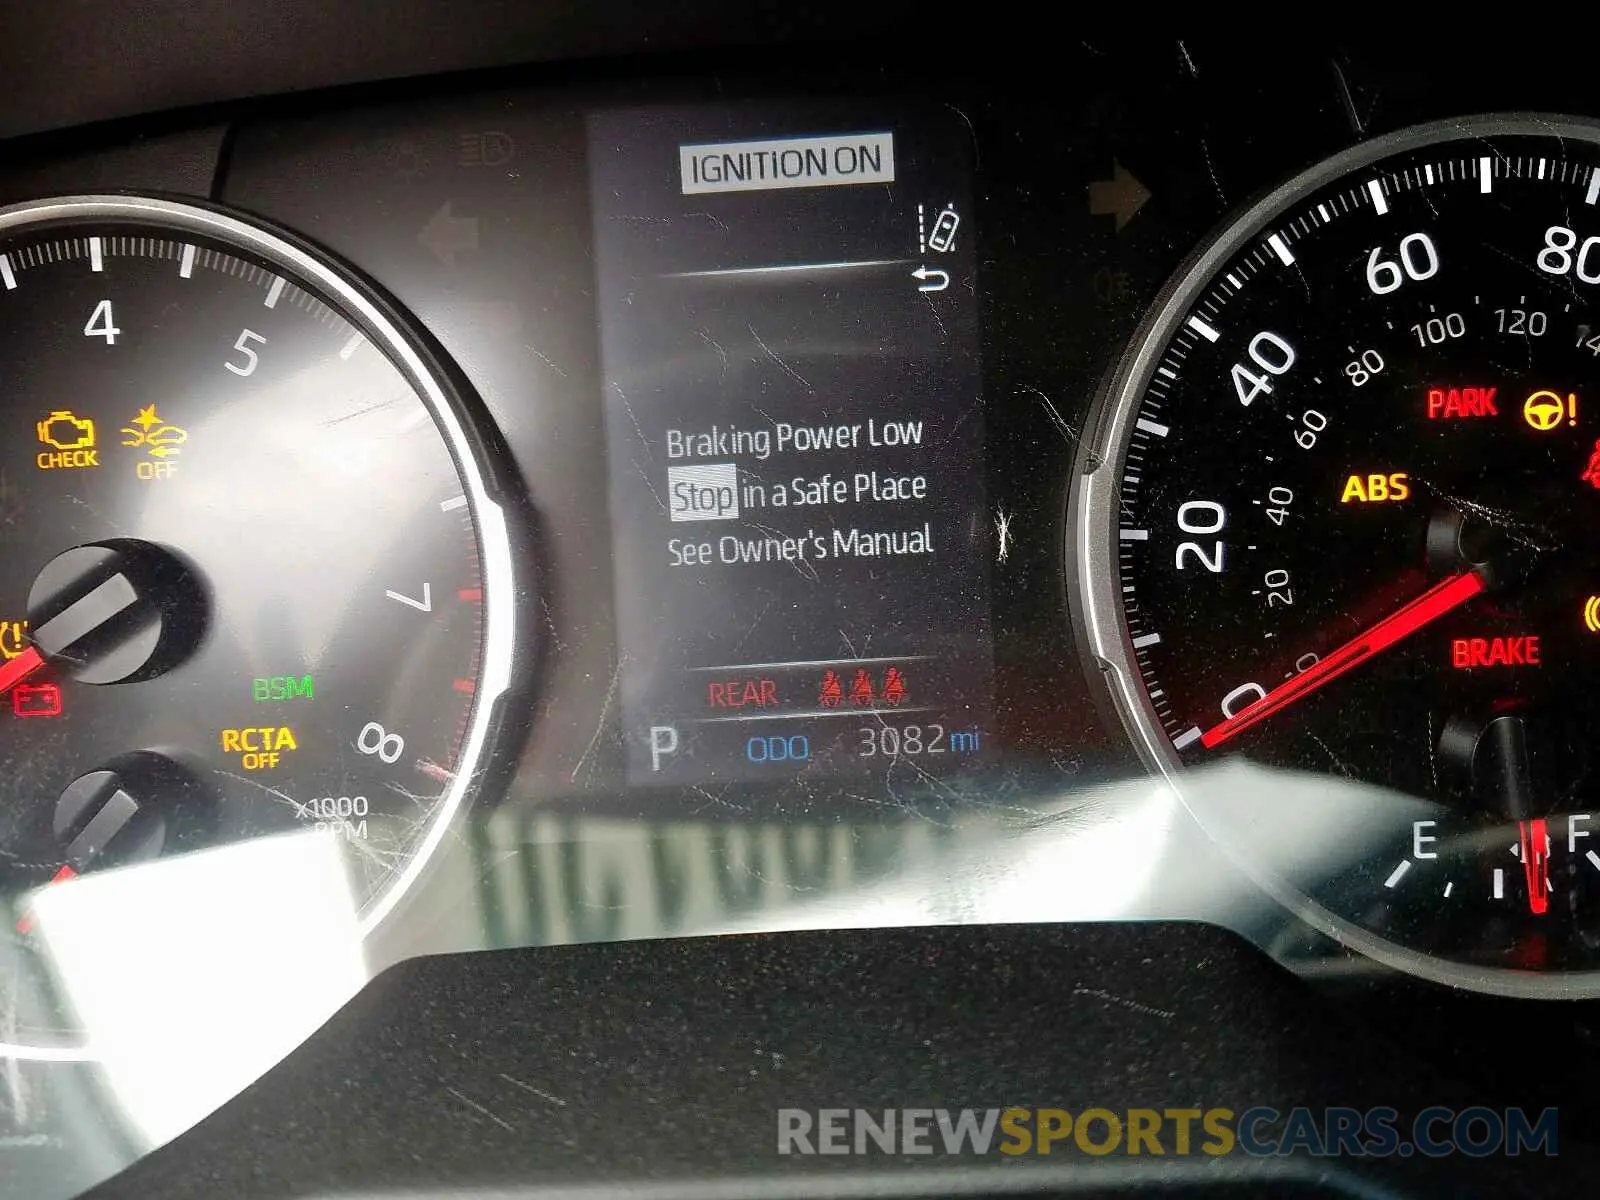 IGNITION ON
4
5
7
8
x1000
RPM
CHECK
OFF
BSM
RCTA
OFF
Braking Power Low
Stop in a Safe Place
See Owner's Manual
REAR
P ODO 3082 mi
0
20
40
60
80
0
20
40
60
80
100
120
PARK
ABS
BRAKE
E
F
RENEWSPORTSCARS.COM